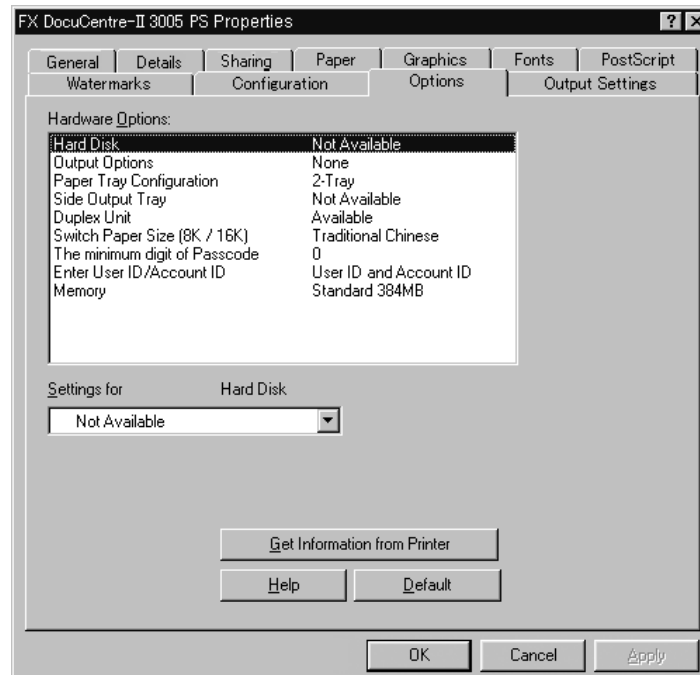 FX DocuCentre-II 3005 PS Properties
General Details Sharing Paper Graphics Fonts PostScript
Watermarks Configuration Options Output Settings
Hardware Options:
Hard Disk Not Available
Output Options None
Paper Tray Configuration 2-Tray
Side Output Tray Not Available
Duplex Unit Available
Switch Paper Size (8K / 16K) Traditional Chinese
The minimum digit of Passcode 0
Enter User ID/Account ID User ID and Account ID
Memory Standard 384MB
Settings for Hard Disk
Not Available
Get Information from Printer
Help Default
OK Cancel Apply